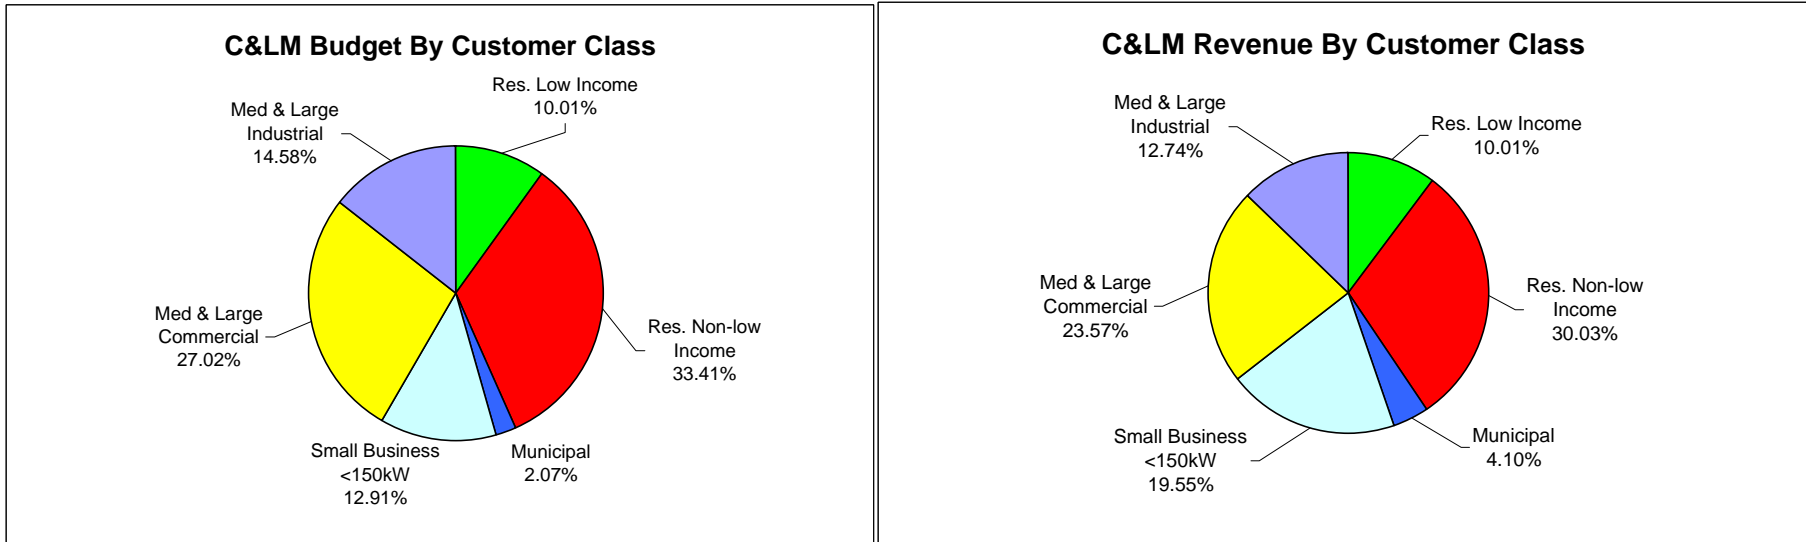 C&LM Budget By Customer Class
Res. Low Income
10.01%
Med & Large
Industrial
14.58%
Med & Large
Commercial
27.02%
Res. Non-low
Income
33.41%
Small Business
<150kW
12.91%
Municipal
2.07%
C&LM Revenue By Customer Class
Med & Large
Industrial
12.74%
Res. Low Income
10.01%
Med & Large
Commercial
23.57%
Res. Non-low
Income
30.03%
Small Business
<150kW
19.55%
Municipal
4.10%